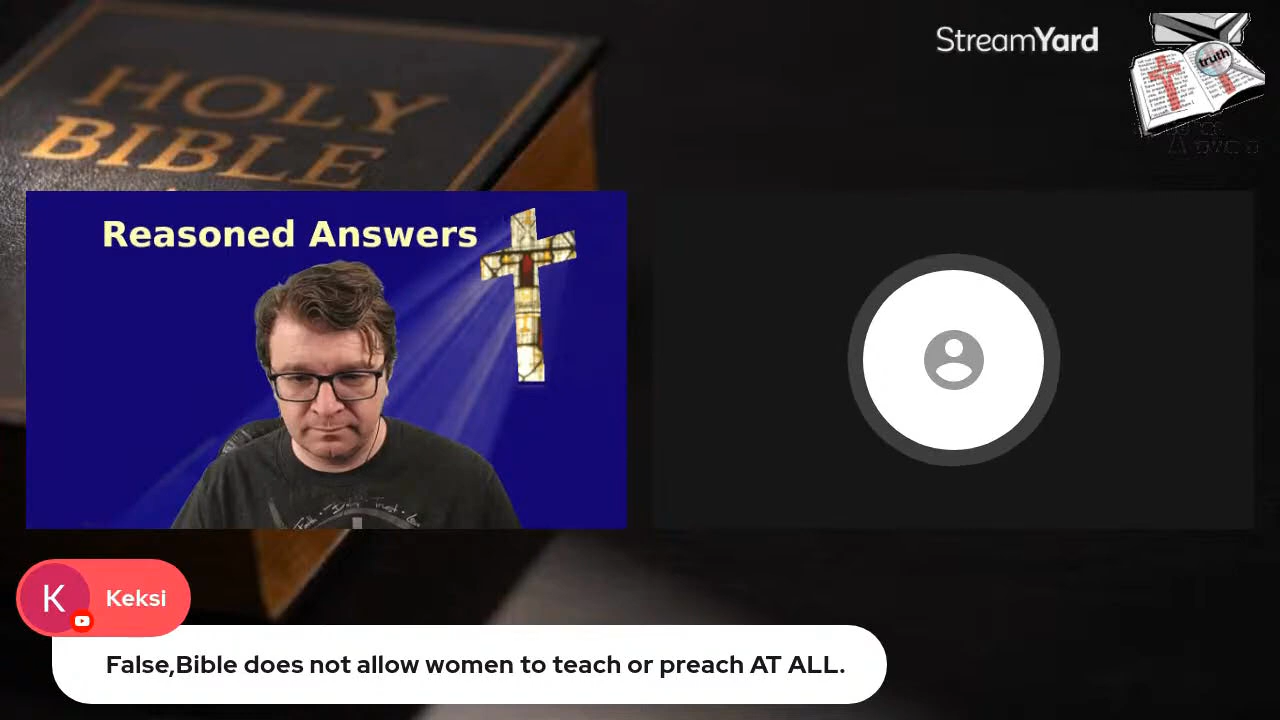 HOLY
BIBLE
StreamYard
truth
Reasoned Answers
K
Keksi
False,Bible does not allow women to teach or preach AT ALL.